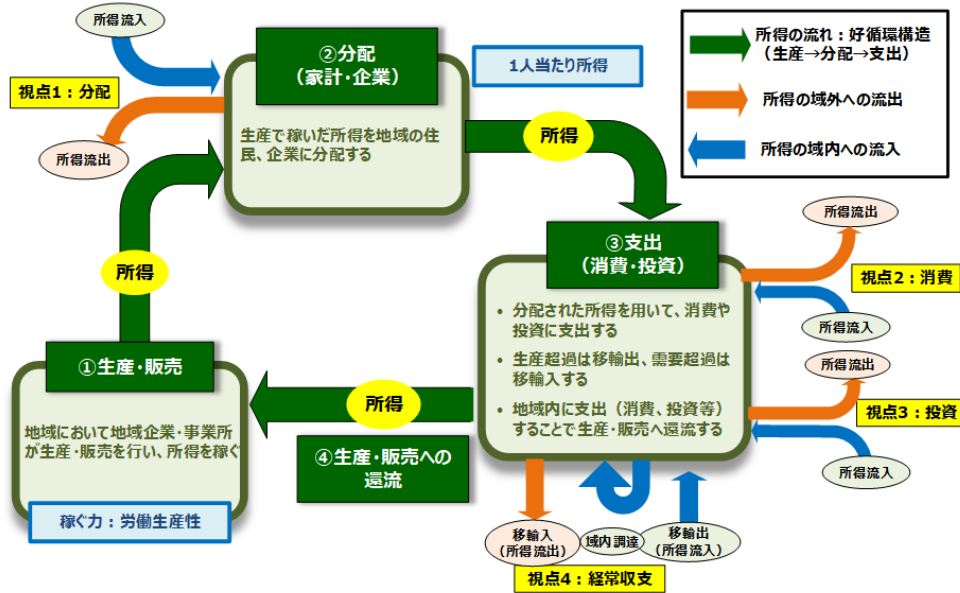 所得流入
②分配
（家計・企業）
1人当たり所得
視点1：分配
所得流出
生産で稼いだ所得を地域の住
民、企業に分配する
所得
所得の流れ：好循環構造
（生産→分配→支出）
所得の域外への流出
所得の域内への流入
所得
①生産・販売
地域において地域企業・事業所
が生産・販売を行い、所得を稼ぐ
稼ぐ力：労働生産性
③支出
（消費・投資）
• 分配された所得を用いて、消費や
投資に支出する
• 生産超過は移輸出、需要超過は
移輸入する
• 地域内に支出（消費、投資等）
することで生産・販売へ還流する
所得流出
視点2：消費
所得流入
所得流出
視点3：投資
所得流入
所得
④生産・販売への
還流
移輸入
（所得流出）
域内調達
移輸出
（所得流入）
視点4：経常収支